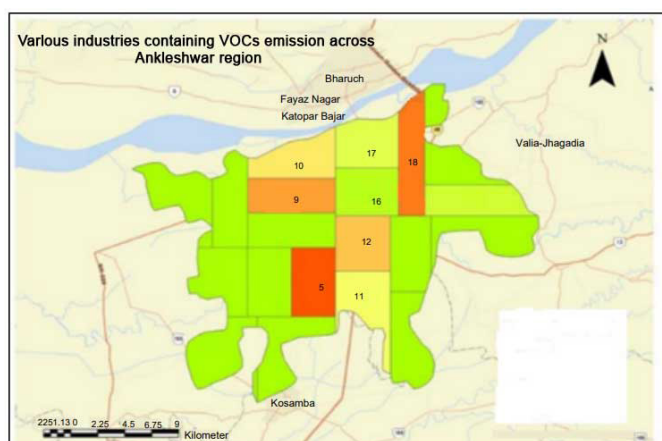 Varlous industries containing VOCs emission across
Ankleshwar region
N
Bharuch
Fayaz Nagar
Katopar Bajar
Valia-Jhagadia
17
10
18
9
16
12
5
11
Kosamba
2251.13 0 2.25 4.5 6.75 9
Kilometer